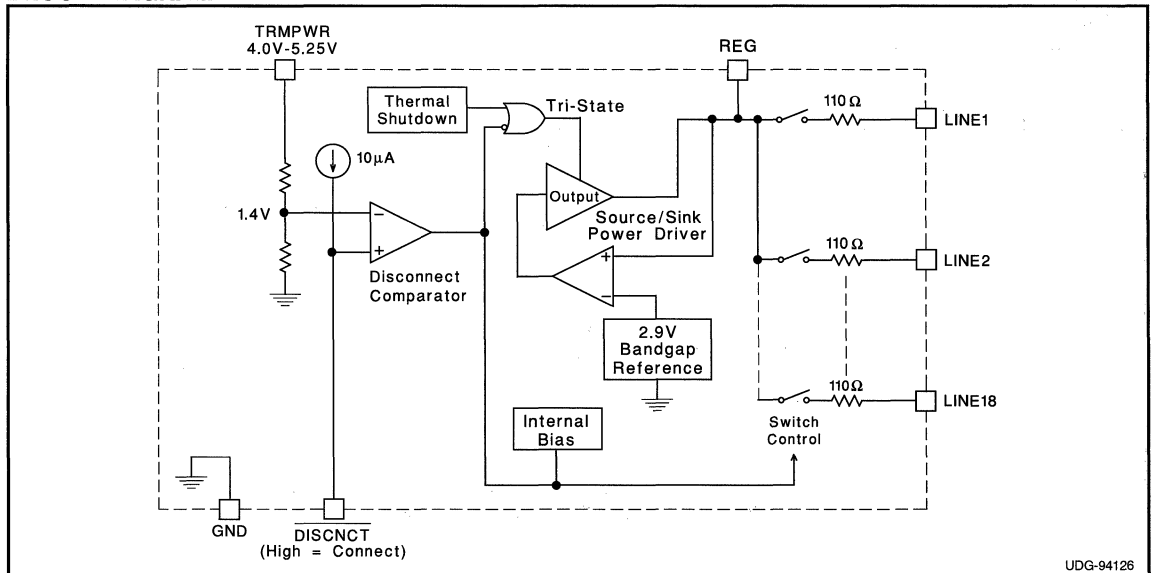 TRMPWR
4.0V-5.25V
REG
Thermal
Shutdown
Tri-State
110 Ω
LINE1
10μA
Output
1.4V
−
+
Source/Sink
Power Driver
Disconnect
Comparator
+
−
110 Ω
LINE2
2.9V
Bandgap
Reference
110Ω
LINE18
Switch
Control
Internal
Bias
GND
DISCNCT
(High = Connect)
UDG-94126